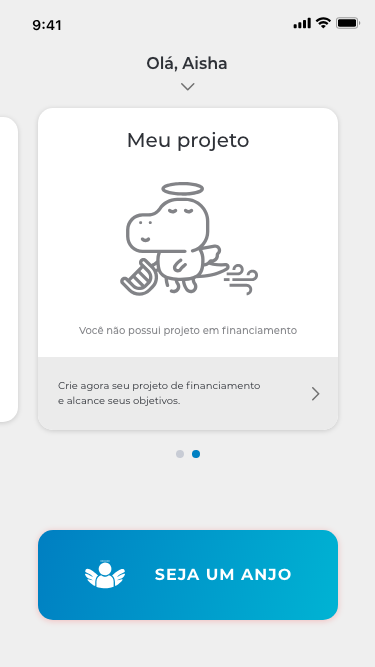 9:41
Olá, Aisha
Meu projeto
Você não possui projeto em financiamento
Crie agora seu projeto de financiamento
e alcance seus objetivos.
SEJA UM ANJO